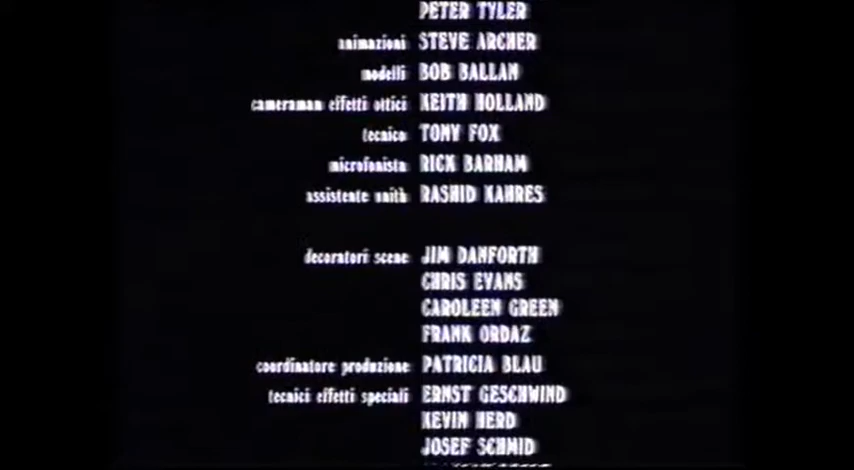 PETER TYLER
animazioni STEVE ARCHER
modelli BOB BALLAN
cameraman effetti ottici KEITH HOLLAND
tecnico TONY FOX
microfonista RICK BARHAM
assistente unità RASHID KAHRES
decoratori scene JIM DANFORTH
CHRIS EVANS
CAROLEEN GREEN
FRANK ORDAZ
coordinatore produzione PATRICIA BLAU
tecnici effetti speciali ERNST GESCHWIND
KEVIN HERD
JOSEF SCHMID